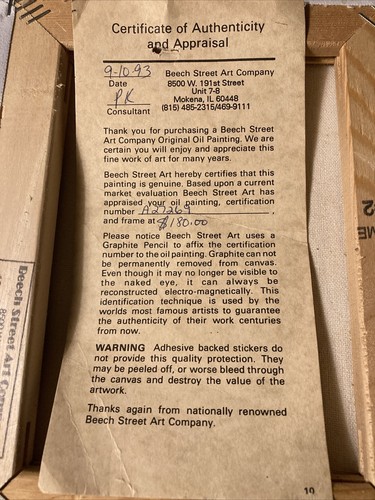 Certificate of Authenticity
and Appraisal
9-10-93 Beech Street Art Company
Date 8500 W. 191st Street
Unit 7-8
PK Mokena, IL 60448
Consultant (815) 485-2315/469-9111
Thank you for purchasing a Beech Street
Art Company Original Oil Painting. We are
certain you will enjoy and appreciate this
fine work of art for many years.
Beech Street Art hereby certifies that this
painting is genuine. Based upon a current
market evaluation Beech Street Art has
appraised your oil painting, certification
number A27269,
and frame at $180.00
Please notice Beech Street Art uses a
Graphite Pencil to affix the certification
number to the oil painting. Graphite can not
be permanently removed from canvas.
Even though it may no longer be visible to
the naked eye, it can always be
reconstructed electro-magnetically. This
identification technique is used by the
worlds most famous artists to guarantee
the authenticity of their work centuries
from now.
WARNING Adhesive backed stickers do
not provide this quality protection. They
may be peeled off, or worse bleed through
the canvas and destroy the value of the
artwork.
Thanks again from nationally renowned
Beech Street Art Company.
10
Beech Street Art